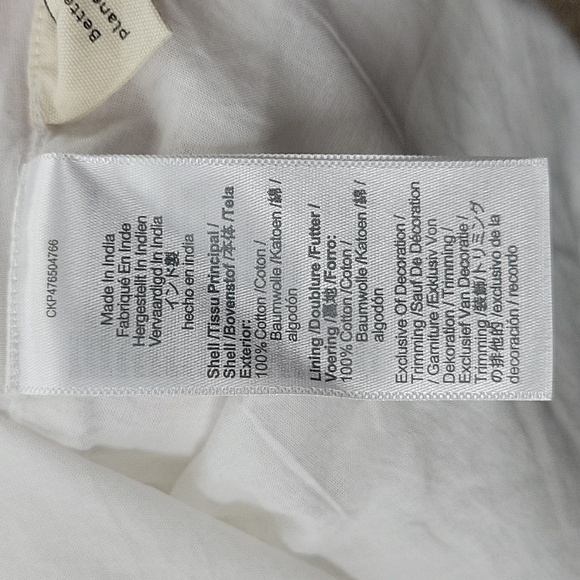 Bette
plane
CKP476504766
Made In India
Fabriqué En Inde
Hergestellt In Indien
Vervaardigd In India
インド製
hecho en india
Shell /Tissu Principal /
Shell /Bovenstof /本体 /Tela
Exterior:
100% Cotton /Coton /
Baumwolle /Katoen /綿 /
algodón
Lining /Doublure /Futter /
Voering /裏地 /Forro:
100% Cotton /Coton /
Baumwolle /Katoen /綿 /
algodón
Exclusive Of Decoration /
Trimming /Sauf De Décoration
/ Garniture /Exklusiv Von
Dekoration /Trimming /
Exclusief Van Decoratie /
Trimming /装飾/トリミング
の排他的 /exclusivo de la
decoración / recordo